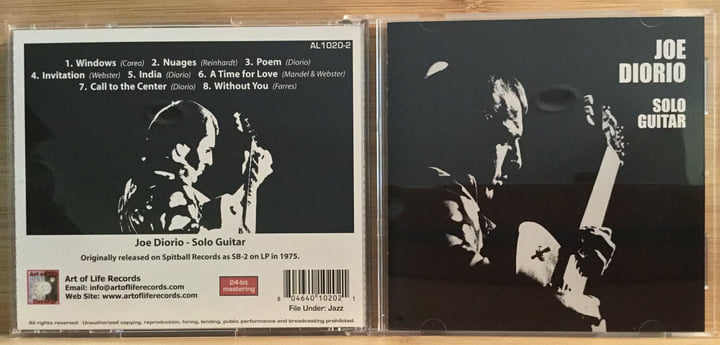 AL1020-2
1. Windows (Corea) 2. Nuages (Reinhardt) 3. Poem (Diorio)
4. Invitation (Webster) 5. India (Diorio) 6. A Time for Love (Mandel & Webster)
7. Call to the Center (Diorio) 8. Without You (Farres)
Joe Diorio - Solo Guitar
Originally released on Spitball Records as SB-2 on LP in 1975.
Art of Life Records
Email: info@artofliferecords.com
Web Site: www.artofliferecords.com
24-bit
mastering
8 04640 10202 1
File Under: Jazz
All rights reserved. Unauthorized copying, reproduction, hiring, lending, public performance and broadcasting prohibited.
JOE
DIORIO
SOLO
GUITAR